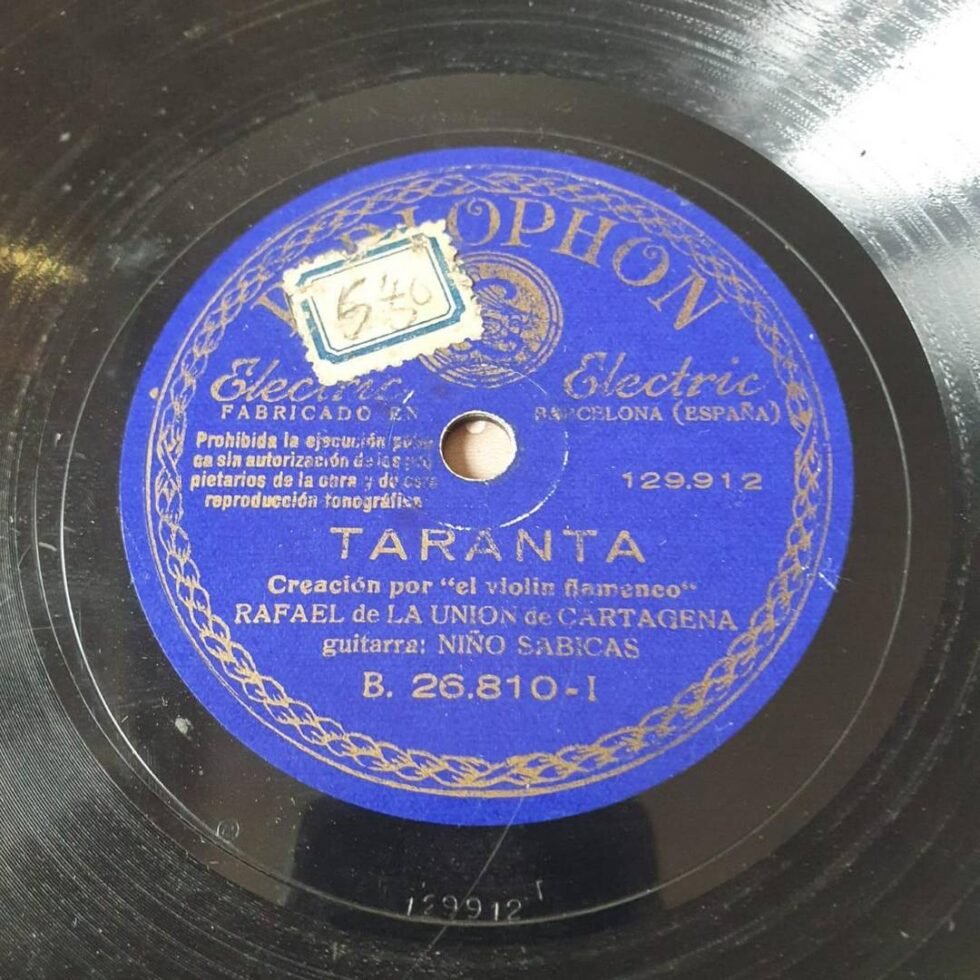 540
Electric Electric
FABRICADO EN BARCELONA (ESPAÑA)
Prohibida la ejecución
ca sin autorización de los
pietarios de la obra y de
reproducción fonográfica
129.912
TARANTA
Creación por "el violin flamenco"
RAFAEL de LA UNION de CARTAGENA
guitarra: NIÑO SABICAS
B. 26.810-I
129912